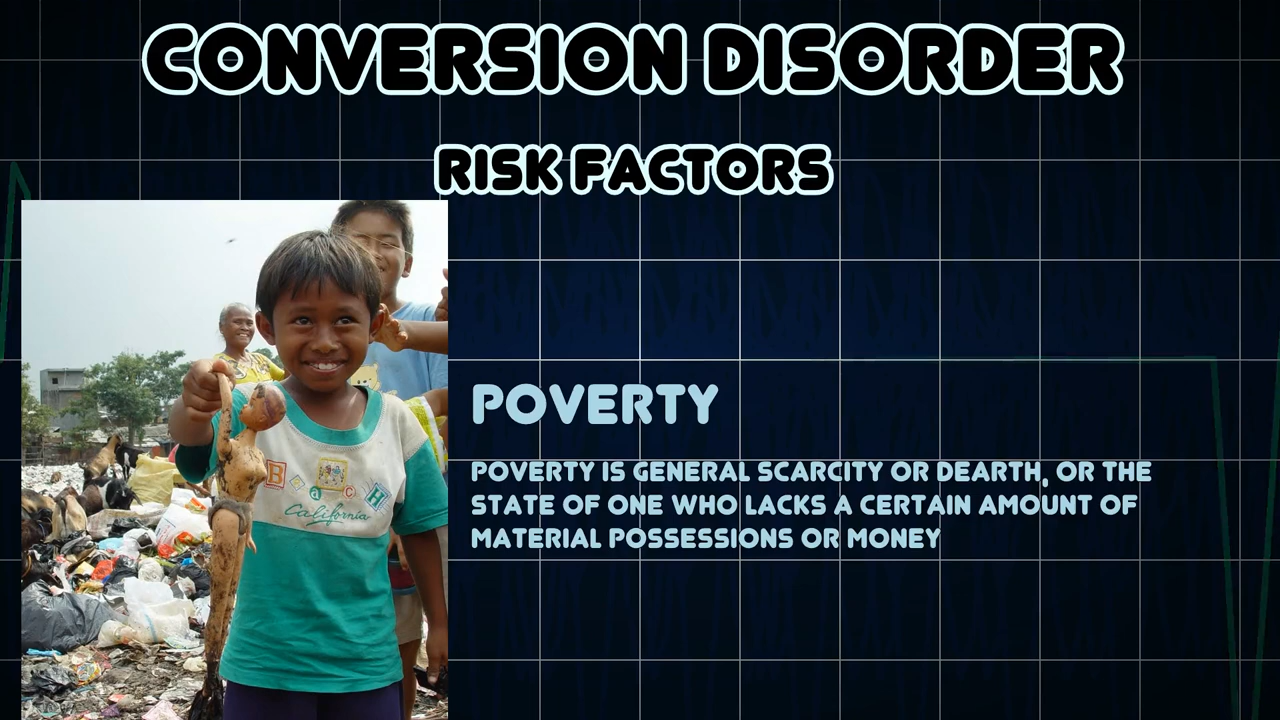 CONVERSION DISORDER
RISK FACTORS
POVERTY
POVERTY IS GENERAL SCARCITY OR DEARTH, OR THE
STATE OF ONE WHO LACKS A CERTAIN AMOUNT OF
MATERIAL POSSESSIONS OR MONEY
B
a
C
H
California